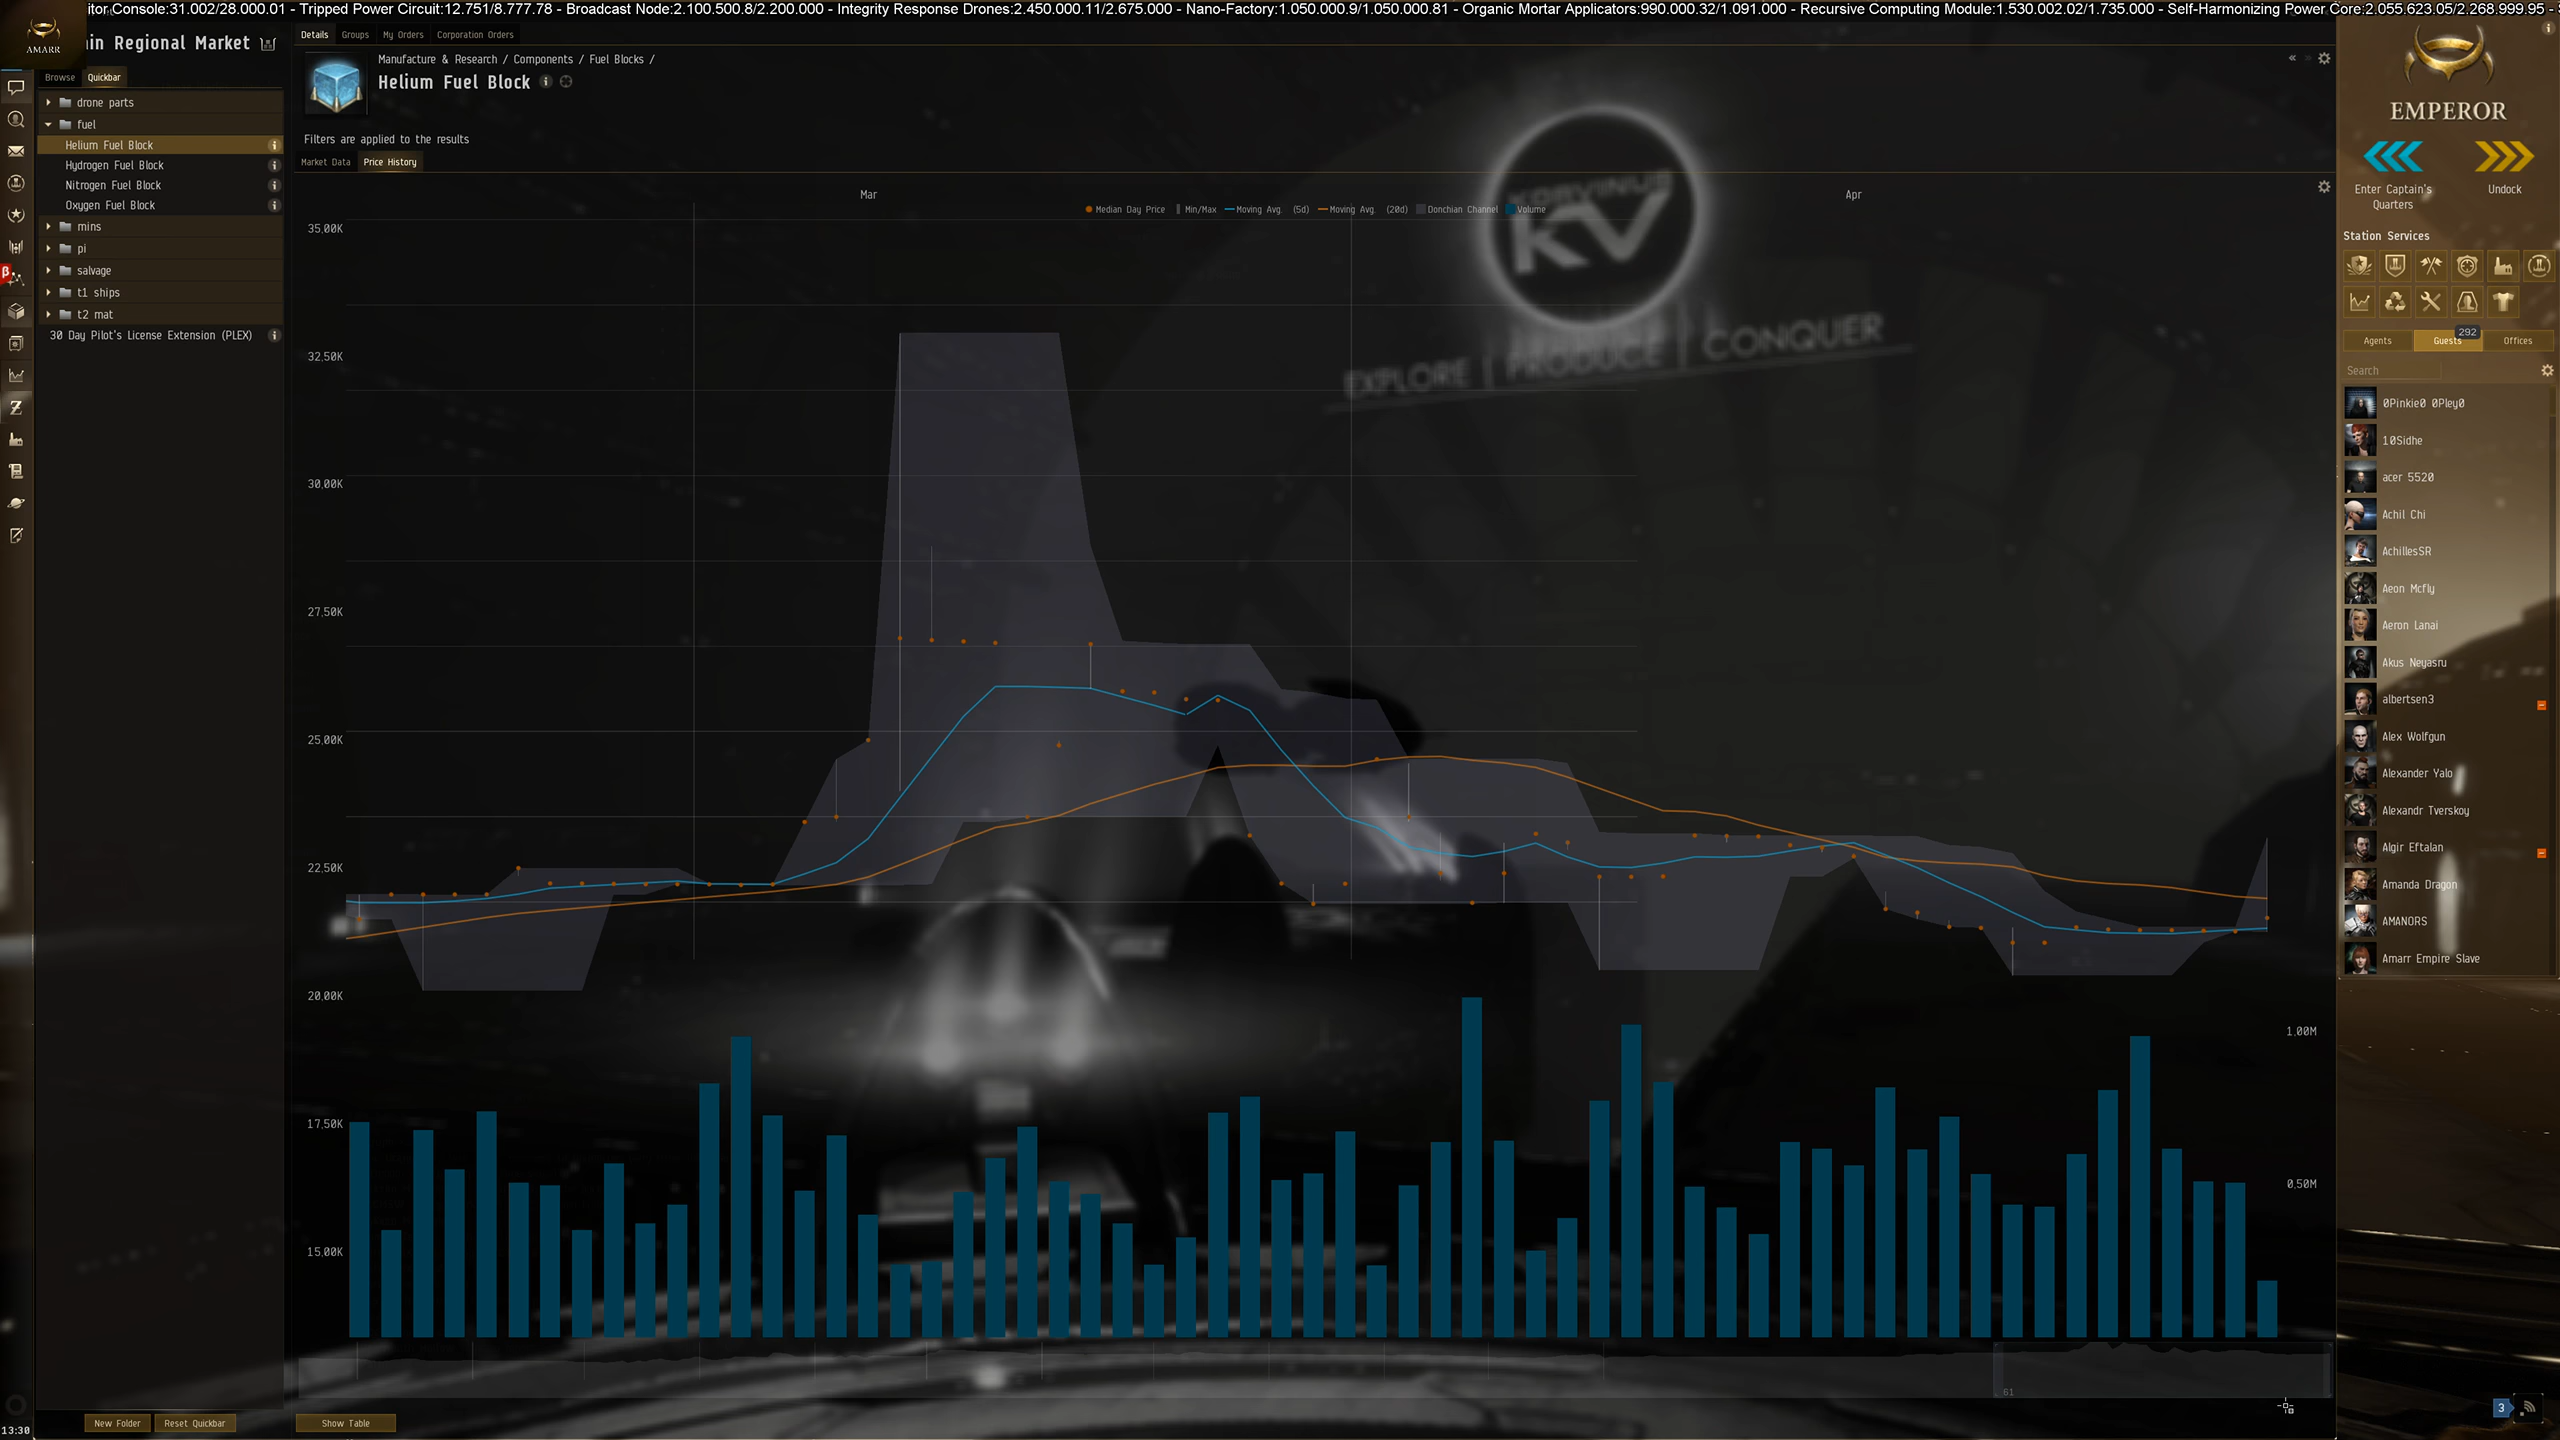 itor Console:31.002/28.000.01 - Tripped Power Circuit:12.751/8.777.78 - Broadcast Node:2.100.500.8/2.200.000 - Integrity Response Drones:2.450.000.11/2.675.000 - Nano-Factory:1.050.000.9/1.050.000.81 - Organic Mortar Applicators:990.000.32/1.091.000 - Recursive Computing Module:1.530.002.02/1.735.000 - Self-Harmonizing Power Core:2.055.623.05/2.268.999.95 -
AMARR
in Regional Market
Browse Quickbar
drone parts
fuel
Helium Fuel Block
Hydrogen Fuel Block
Nitrogen Fuel Block
Oxygen Fuel Block
mins
pi
salvage
t1 ships
t2 mat
30 Day Pilot's License Extension (PLEX)
β
New Folder Reset Quickbar
13:30
Details Groups My Orders Corporation Orders
Manufacture & Research / Components / Fuel Blocks /
Helium Fuel Block
Filters are applied to the results
Market Data Price History
Mar Apr
Median Day Price Min/Max Moving Avg. (5d) Moving Avg. (20d) Donchian Channel Volume
35,00K
32,50K
30,00K
27,50K
25,00K
22,50K
20,00K
17,50K
15,00K
1,00M
0,50M
KORVINUS
KV
EXPLORE | PRODUCE | CONQUER
61
Show Table
EMPEROR
Enter Captain's Quarters
Undock
Station Services
292
Agents Guests Offices
Search
0Pinkie0 0Pley0
10Sidhe
acer 5520
Achil Chi
AchillesSR
Aeon Mcfly
Aeron Lanai
Akus Neyasru
albertsen3
Alex Wolfgun
Alexander Yalo
Alexandr Tverskoy
Algir Eftalan
Amanda Dragon
AMANORS
Amarr Empire Slave
3